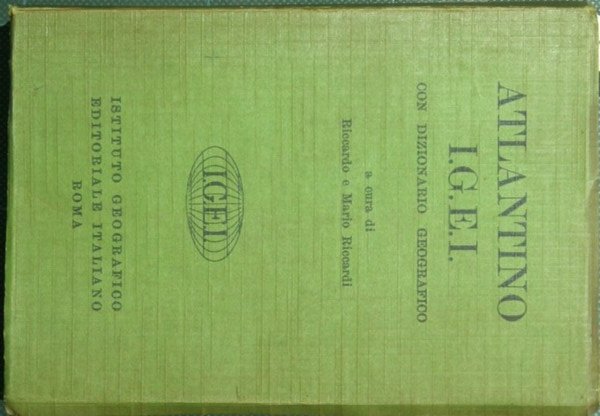 ATLANTINO
I.G.E.I.
CON DIZIONARIO GEOGRAFICO
a cura di
Riccardo e Mario Riccardi
I.G.E.I.
ISTITUTO GEOGRAFICO
EDITORIALE ITALIANO
ROMA